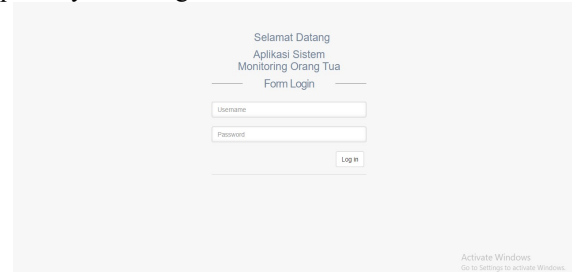 Selamat Datang
Aplikasi Sistem
Monitoring Orang Tua
Form Login
Username
Password
Log in
Activate Windows
Go to Settings to activate Windows.